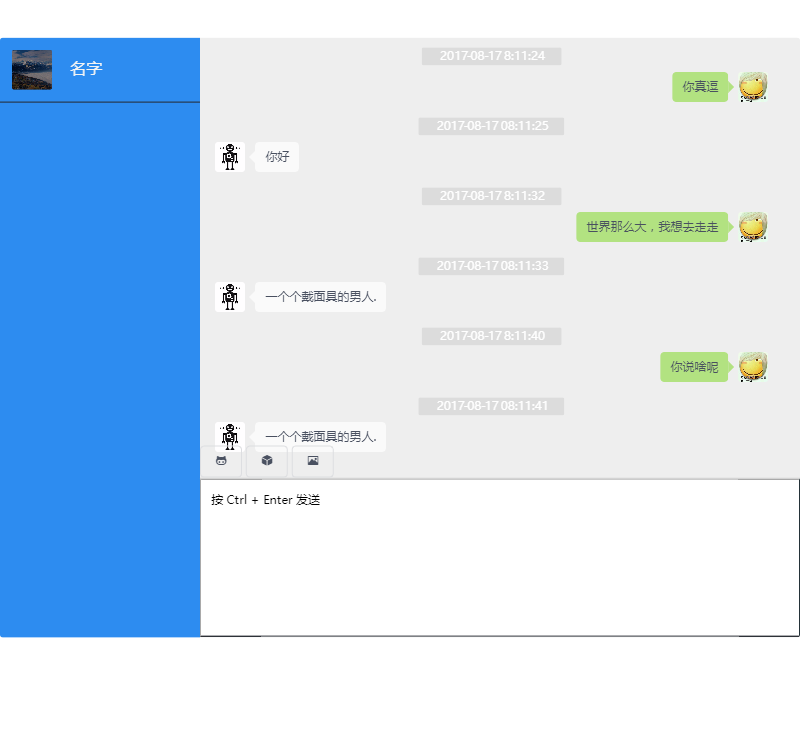 名字
2017-08-17 8:11:24
你真逗
2017-08-17 08:11:25
你好
2017-08-17 8:11:32
世界那么大，我想去走走
2017-08-17 08:11:33
一个个戴面具的男人.
2017-08-17 8:11:40
你说啥呢
2017-08-17 08:11:41
一个个戴面具的男人.
按 Ctrl + Enter 发送